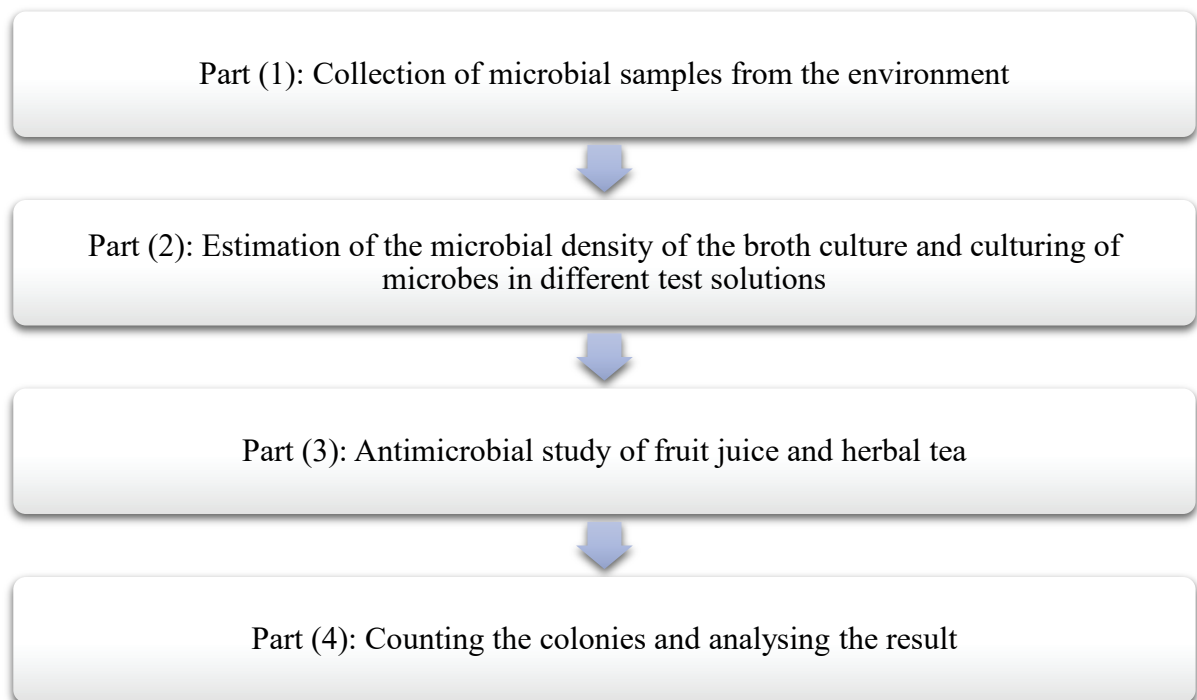 Part (1): Collection of microbial samples from the environment
Part (2): Estimation of the microbial density of the broth culture and culturing of
microbes in different test solutions
Part (3): Antimicrobial study of fruit juice and herbal tea
Part (4): Counting the colonies and analysing the result